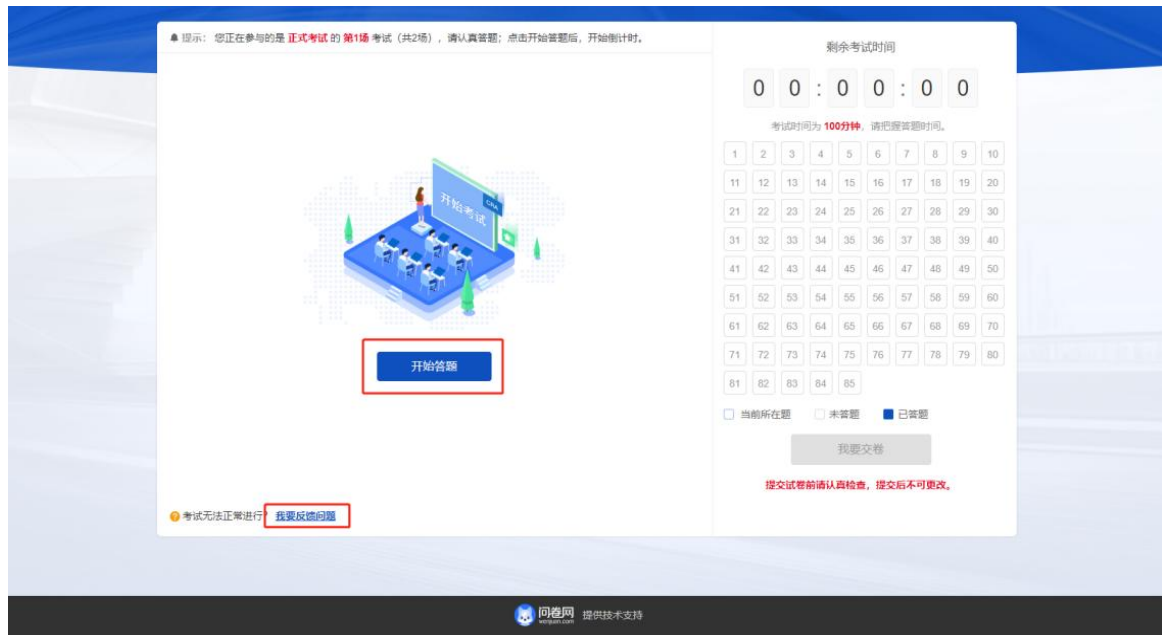 提示：您正在参与的是 正式考试 的 第1场 考试（共2场），请认真答题；点击开始答题后，开始倒计时。
开始考试
CRA
开始答题
考试无法正常进行？ 我要反馈问题
剩余考试时间
0 0 : 0 0 : 0 0
考试时间为 100分钟，请把握答题时间。
1 2 3 4 5 6 7 8 9 10
11 12 13 14 15 16 17 18 19 20
21 22 23 24 25 26 27 28 29 30
31 32 33 34 35 36 37 38 39 40
41 42 43 44 45 46 47 48 49 50
51 52 53 54 55 56 57 58 59 60
61 62 63 64 65 66 67 68 69 70
71 72 73 74 75 76 77 78 79 80
81 82 83 84 85
当前所在题 未答题 已答题
我要交卷
提交试卷前请认真检查，提交后不可更改。
问卷网 提供技术支持
wenjuan.com